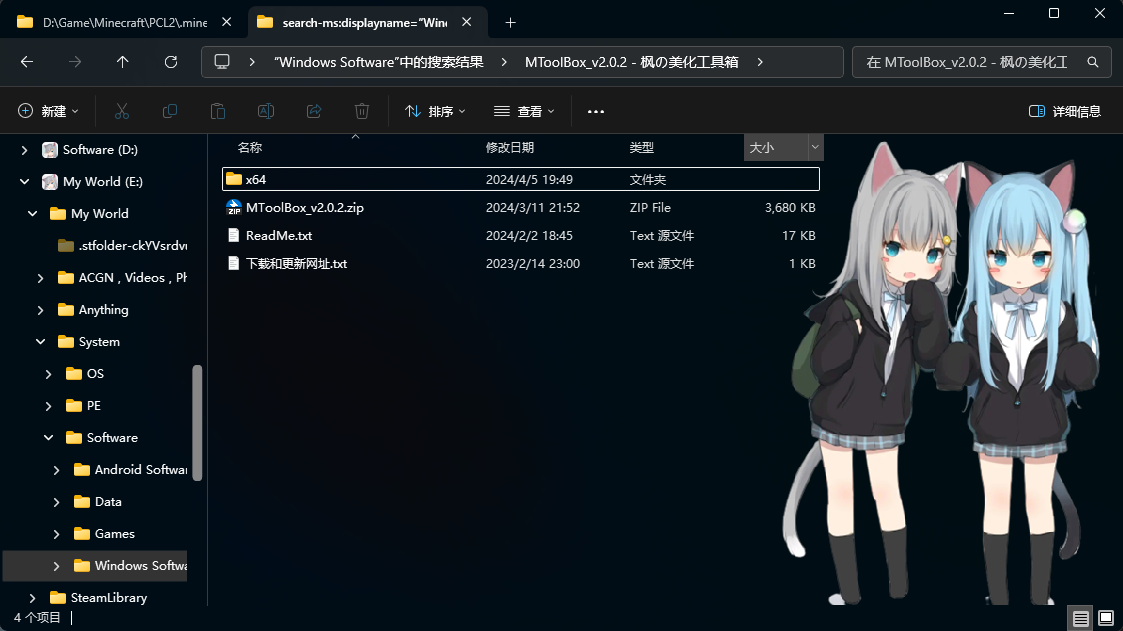 D:\Game\Minecraft\PCL2\.mine
search-ms:displayname="Wind
"Windows Software"中的搜索结果 MToolBox_v2.0.2 - 枫の美化工具箱
在 MToolBox_v2.0.2 - 枫の美化工
新建 排序 查看 详细信息
名称 修改日期 类型 大小
x64 2024/4/5 19:49 文件夹
ZIP MToolBox_v2.0.2.zip 2024/3/11 21:52 ZIP File 3,680 KB
ReadMe.txt 2024/2/2 18:45 Text 源文件 17 KB
下载和更新网址.txt 2023/2/14 23:00 Text 源文件 1 KB
Software (D:)
My World (E:)
My World
.stfolder-ckYVsrdv
ACGN , Videos , Ph
Anything
System
OS
PE
Software
Android Softwar
Data
Games
Windows Softwa
SteamLibrary
4 个项目